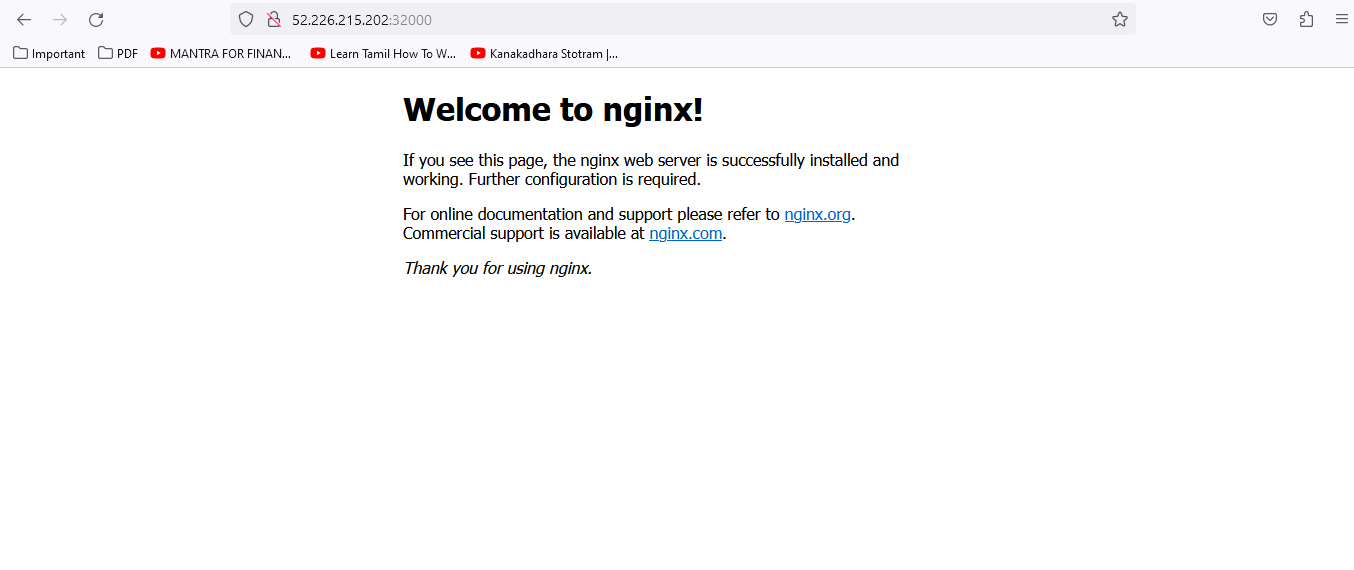 52.226.215.202:32000
Important PDF MANTRA FOR FINAN... Learn Tamil How To W... Kanakadhara Stotram |...
Welcome to nginx!
If you see this page, the nginx web server is successfully installed and
working. Further configuration is required.
For online documentation and support please refer to nginx.org.
Commercial support is available at nginx.com.
Thank you for using nginx.